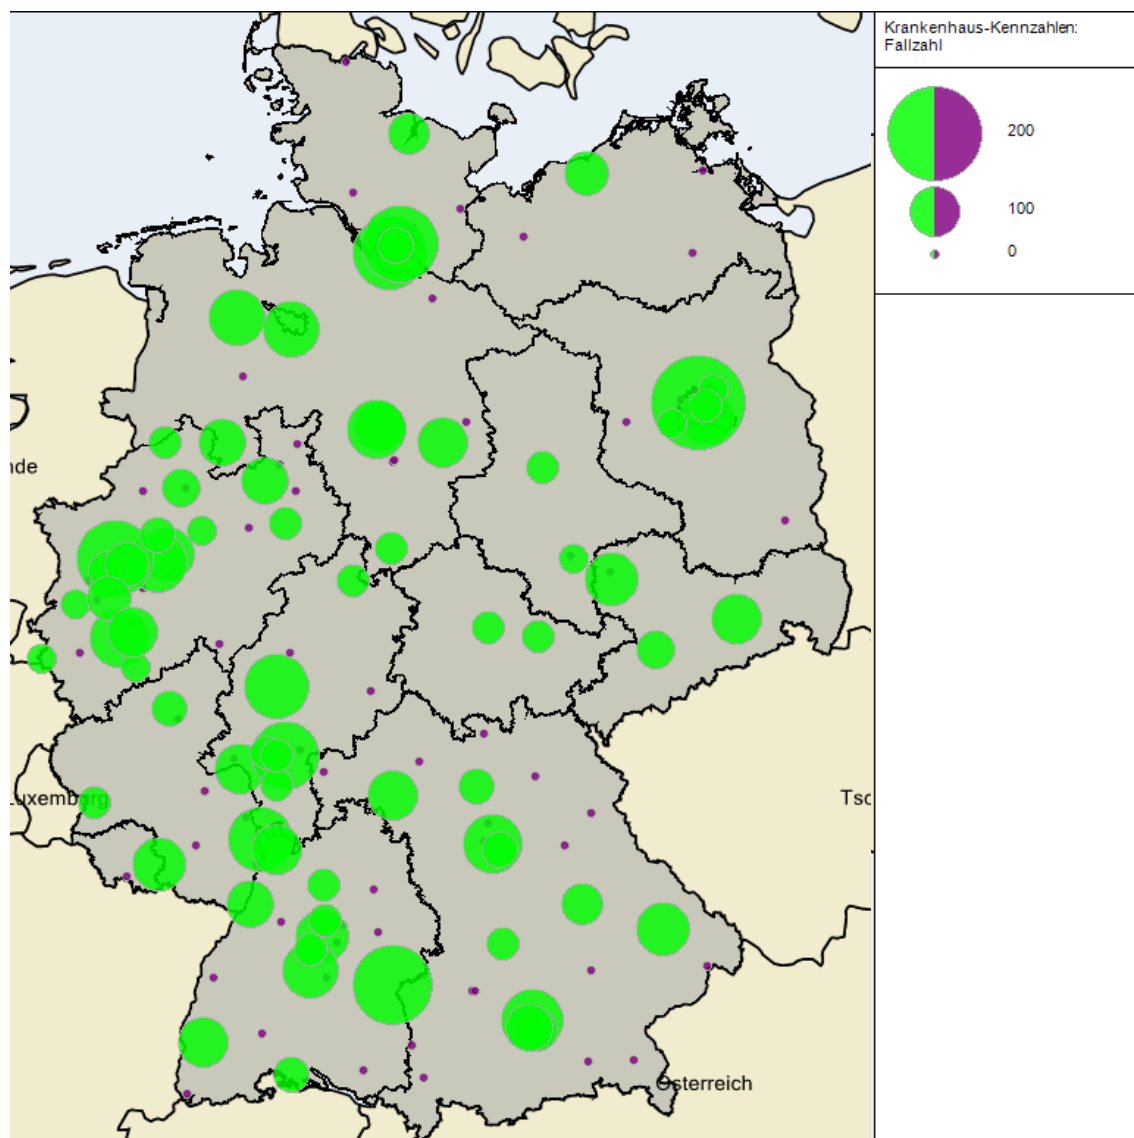 Krankenhaus-Kennzahlen:
Fallzahl
200
100
0
nde
Luxemburg
Tsc
Österreich